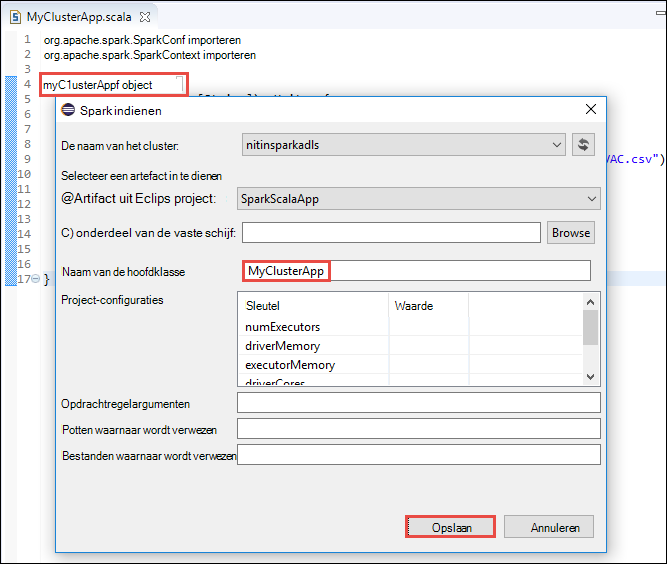 MyClusterApp.scala
1 org.apache.spark.SparkConf importeren
2 org.apache.spark.SparkContext importeren
3
4 myC1usterAppf object
5
Spark indienen
De naam van het cluster: nitinsparkadls
Selecteer een artefact in te dienen
@Artifact uit Eclips project: SparkScalaApp
C) onderdeel van de vaste schijf: Browse
Naam van de hoofdklasse MyClusterApp
Project-configuraties
Sleutel Waarde
numExecutors
driverMemory
executorMemory
driverCores
Opdrachtregelargumenten
Potten waarnaar wordt verwezen
Bestanden waarnaar wordt verwezen
Opslaan Annuleren
6
7
8
9 VAC.csv")
10
11
12
13
14
15
16
17 }